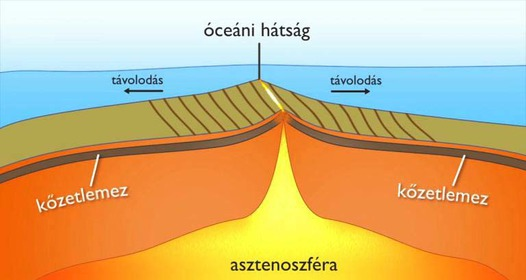 óceáni hátság
távolodás
távolodás
kőzetlemez
kőzetlemez
asztenoszféra